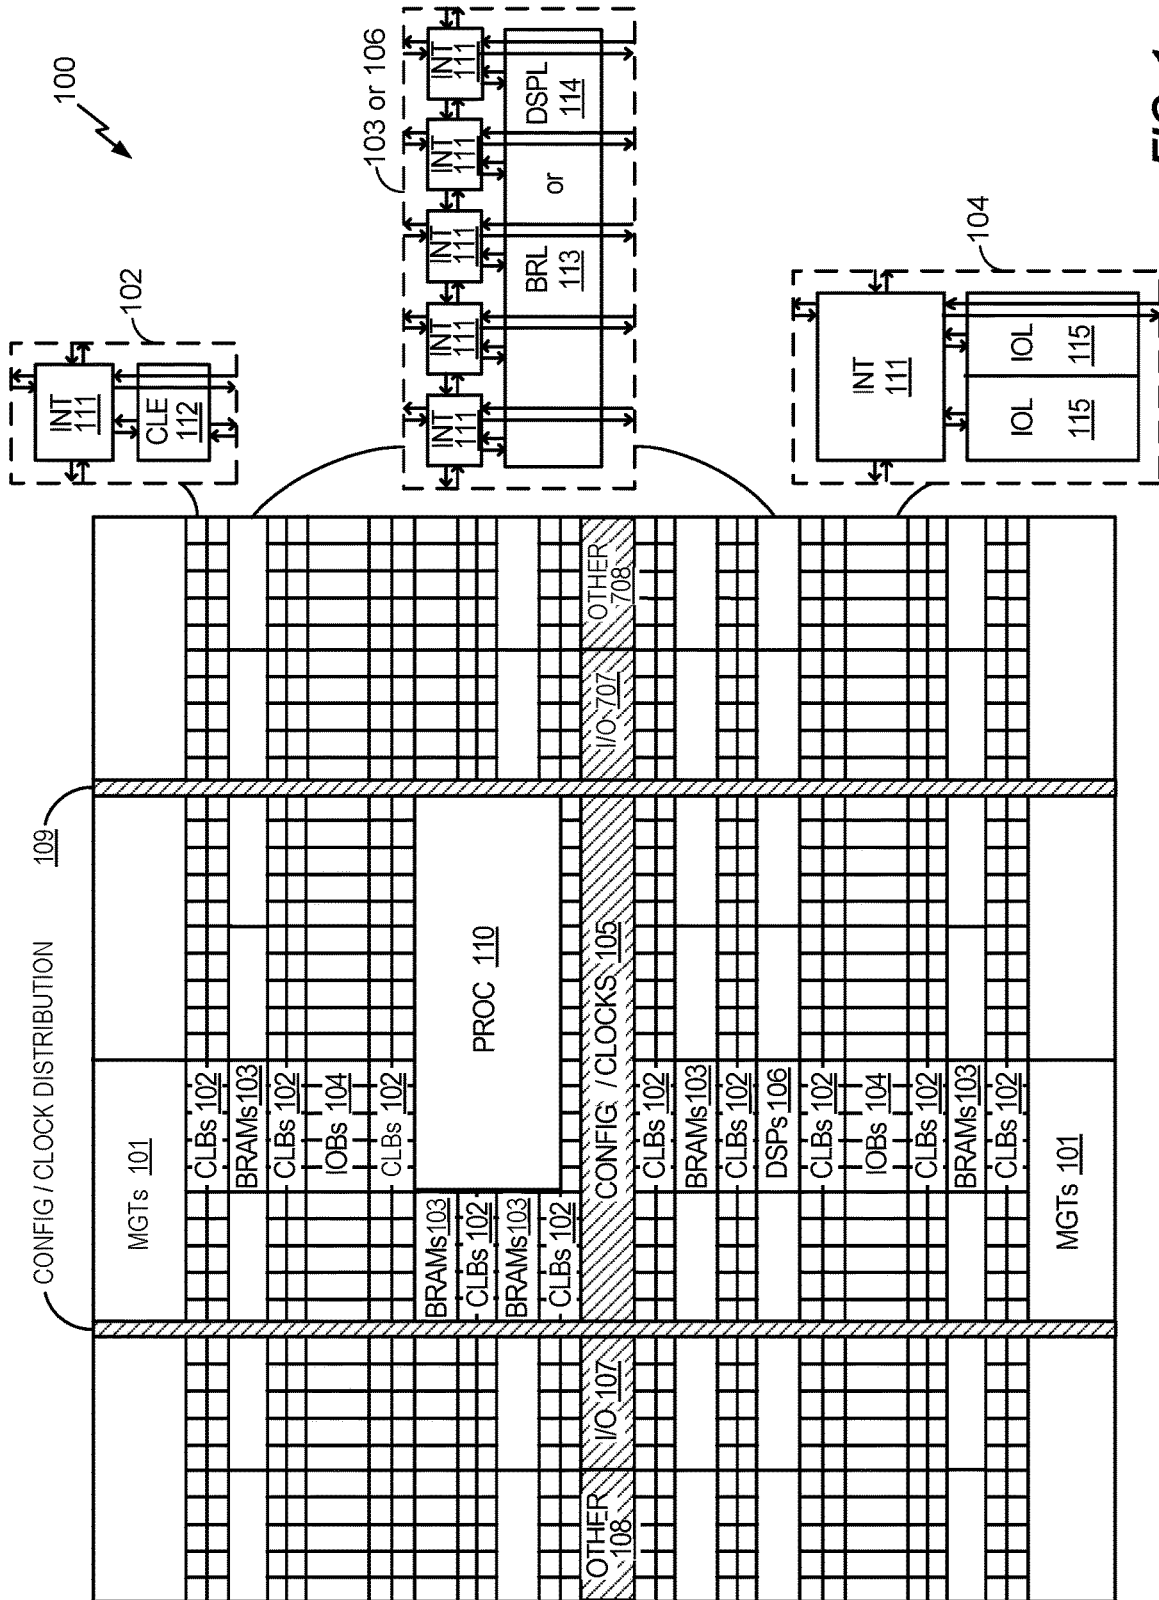 CONFIG / CLOCK DISTRIBUTION 109
100
MGTs 101
CLBs 102
BRAMs 103
CLBs 102
IOBs 104
CLBs 102
BRAMs 103
CLBs 102
BRAMs 103
CLBs 102
PROC 110
OTHER
108
I/O 107
CONFIG / CLOCKS 105
I/O 707
OTHER
708
CLBs 102
BRAMs 103
CLBs 102
DSPs 106
CLBs 102
IOBs 104
CLBs 102
BRAMs 103
CLBs 102
MGTs 101
102
INT
111
CLE
112
103 or 106
INT
111
INT
111
INT
111
INT
111
INT
111
BRL
113
or
DSPL
114
104
INT
111
IOL
115
IOL
115
FIG. 1